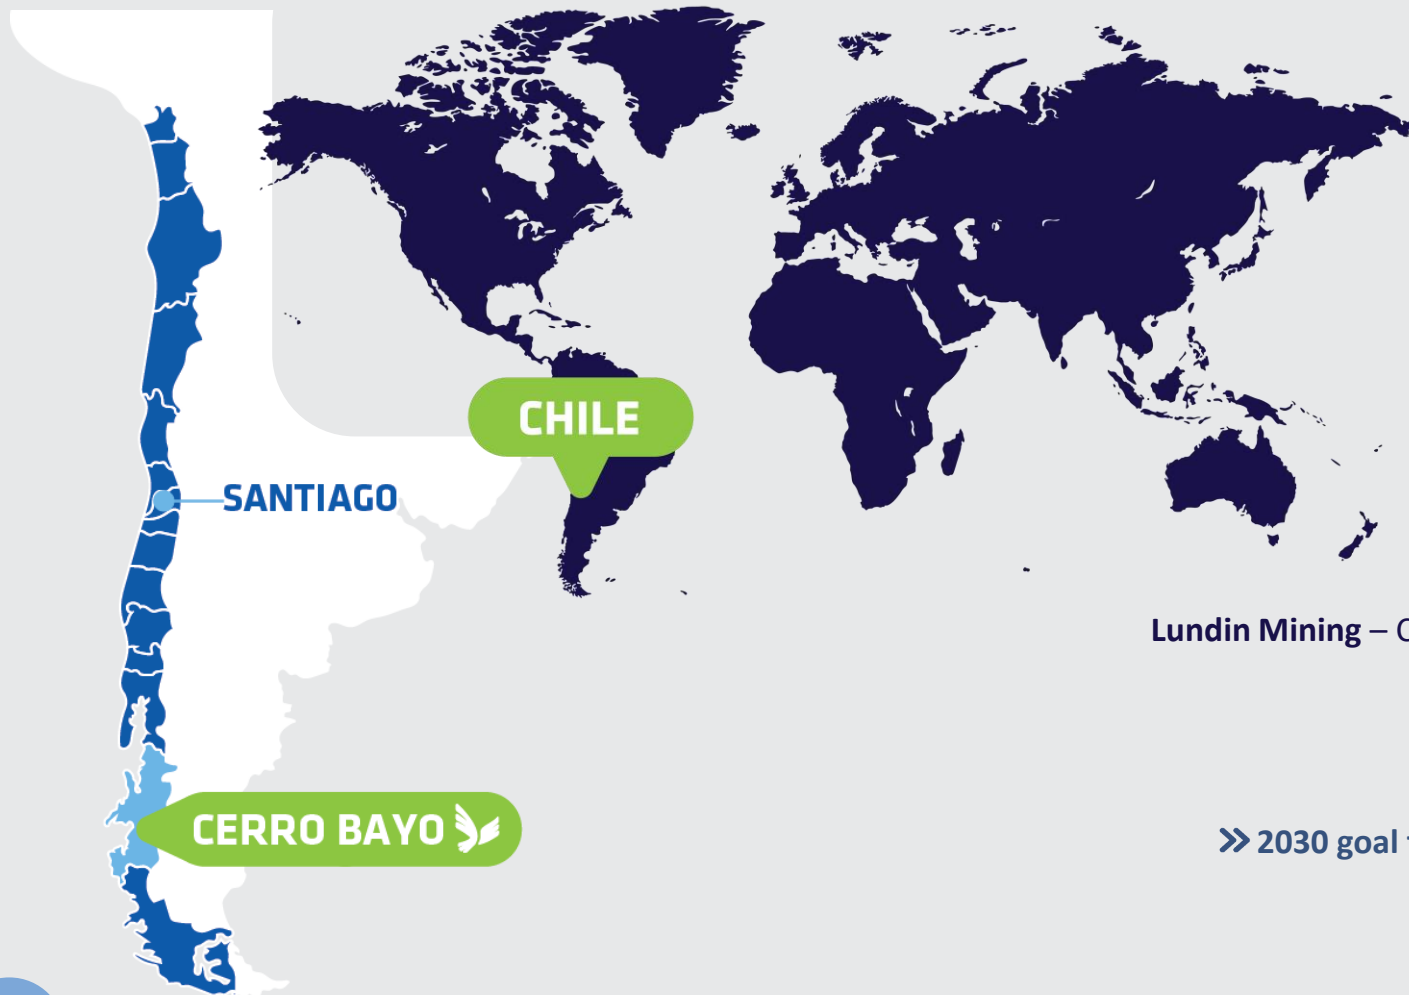 CHILE
SANTIAGO
Lundin Mining –
CERRO BAYO
» 2030 goal